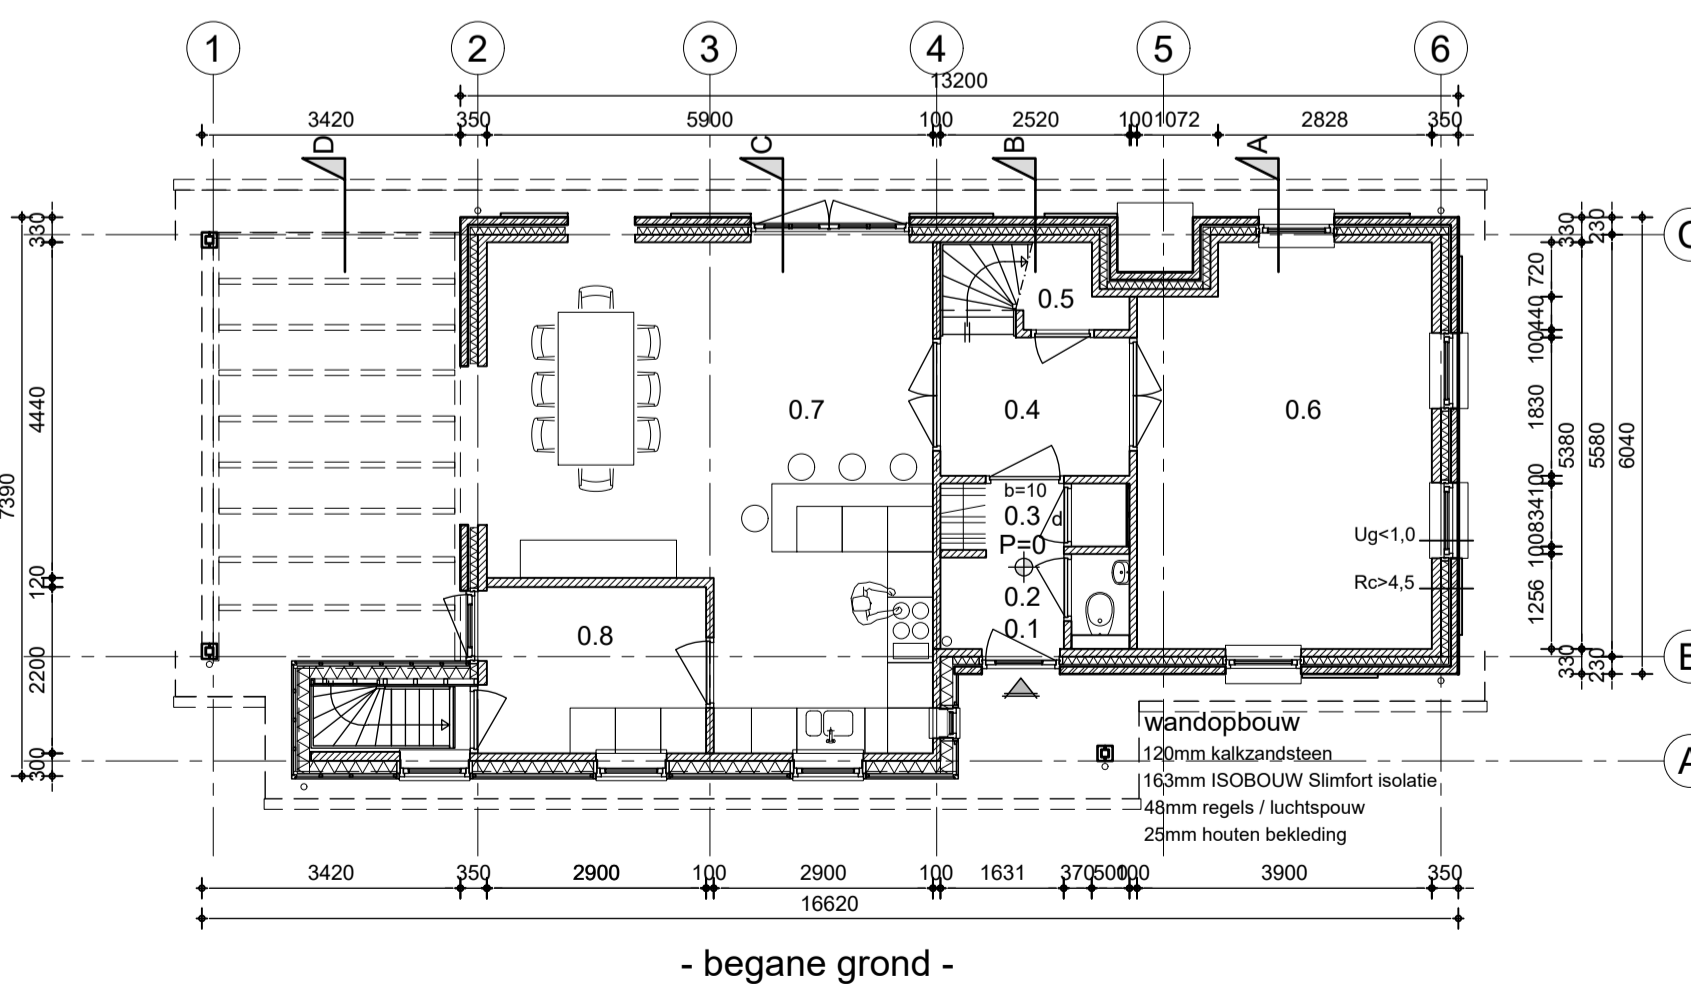 1 2 3 4 5 6
13200
3420 350 5900 100 2520 100 1072 2828 350
D C B A
330 4440 120 2200 300
7390
330 720 440 100 1830 100 834 100 1256 330
5380
230 5580 230
6040
C
B
A
0.5
0.7 0.4 0.6
b=10
0.3 d
P=0
0.2
0.1
0.8
Ug<1,0
Rc>4,5
wandopbouw
120mm kalkzandsteen
163mm ISOBOUW Slimfort isolatie
48mm regels / luchtspouw
25mm houten bekleding
3420 350 2900 100 2900 100 1631 370 500 100 3900 350
16620
- begane grond -